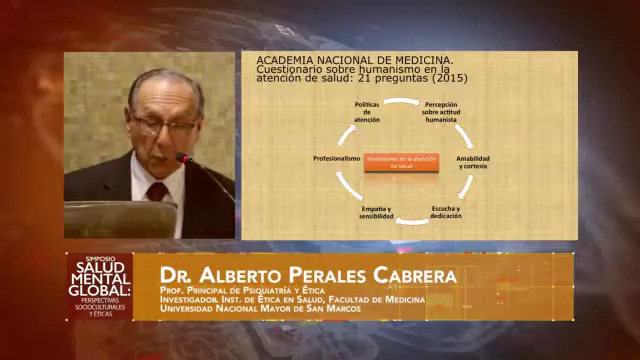 ACADEMIA NACIONAL DE MEDICINA.
Cuestionario sobre humanismo en la
atención de salud: 21 preguntas (2015)
Políticas
de
atención
Percepción
sobre actitud
humanista
Profesionalismo
Humanismo en la atención
de salud
Amabilidad
y cortesía
Empatía y
sensibilidad
Escucha y
dedicación
SIMPOSIO
SALUD
MENTAL
GLOBAL:
PERSPECTIVAS
SOCIOCULTURALES
Y ÉTICAS
DR. ALBERTO PERALES CABRERA
PROF. PRINCIPAL DE PSIQUIATRÍA Y ÉTICA
INVESTIGADOR. INST. DE ÉTICA EN SALUD, FACULTAD DE MEDICINA
UNIVERSIDAD NACIONAL MAYOR DE SAN MARCOS